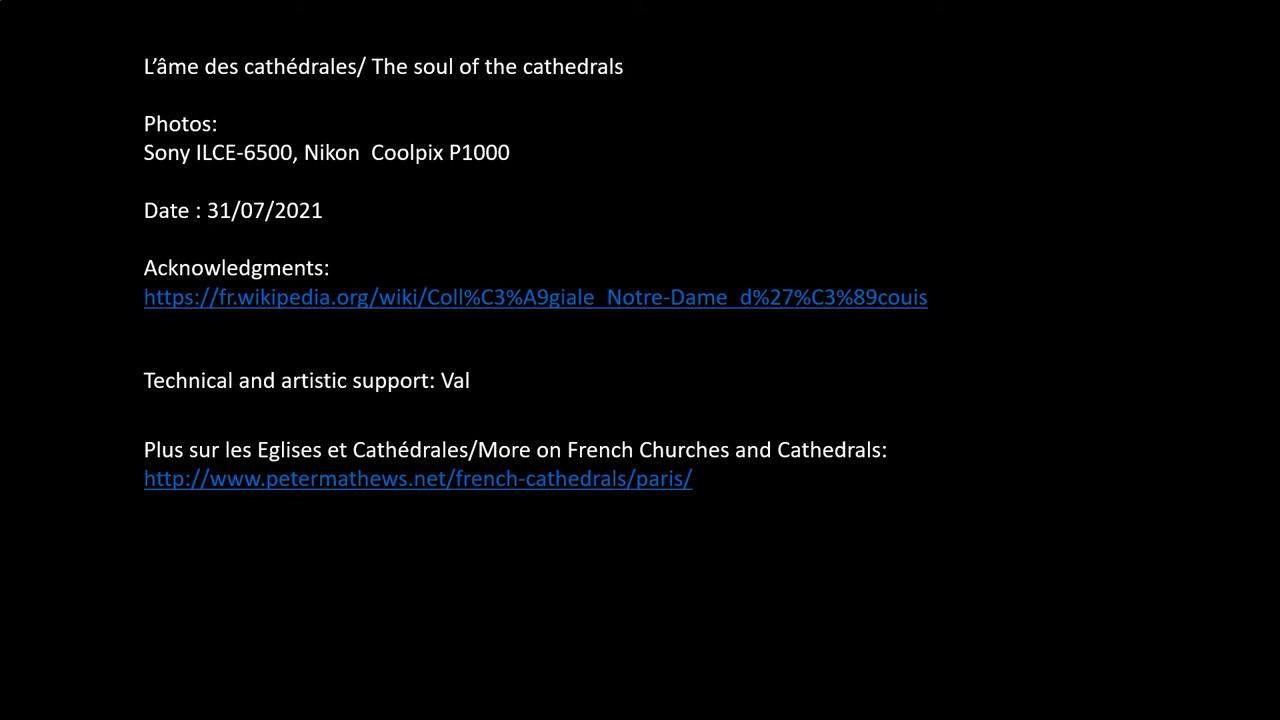 L’âme des cathédrales/ The soul of the cathedrals
Photos:
Sony ILCE-6500, Nikon  Coolpix P1000
Date : 31/07/2021
Acknowledgments:
https://fr.wikipedia.org/wiki/Coll%C3%A9giale_Notre-Dame_d%27%C3%89couis
Technical and artistic support: Val
Plus sur les Eglises et Cathédrales/More on French Churches and Cathedrals:
http://www.petermathews.net/french-cathedrals/paris/